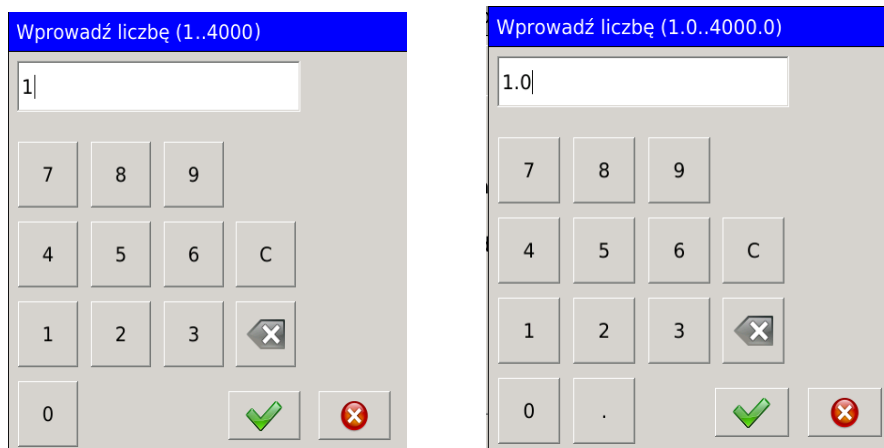 Wprowadź liczbę (1..4000)
1
7 8 9
4 5 6 C
1 2 3
0
Wprowadź liczbę (1.0..4000.0)
1.0
7 8 9
4 5 6 C
1 2 3
0 .